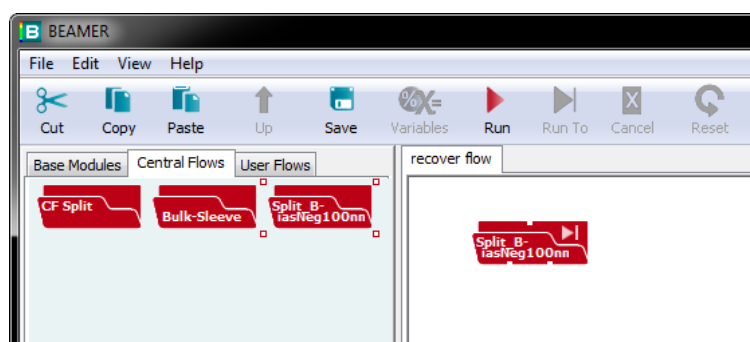 BEAMER
File Edit View Help
Cut Copy Paste Up Save Variables Run Run To Cancel Reset
Base Modules Central Flows User Flows
recover flow
CF Split
Bulk-Sleeve
Split_B-
iasNeg100nn
Split_B-
iasNeg100nn